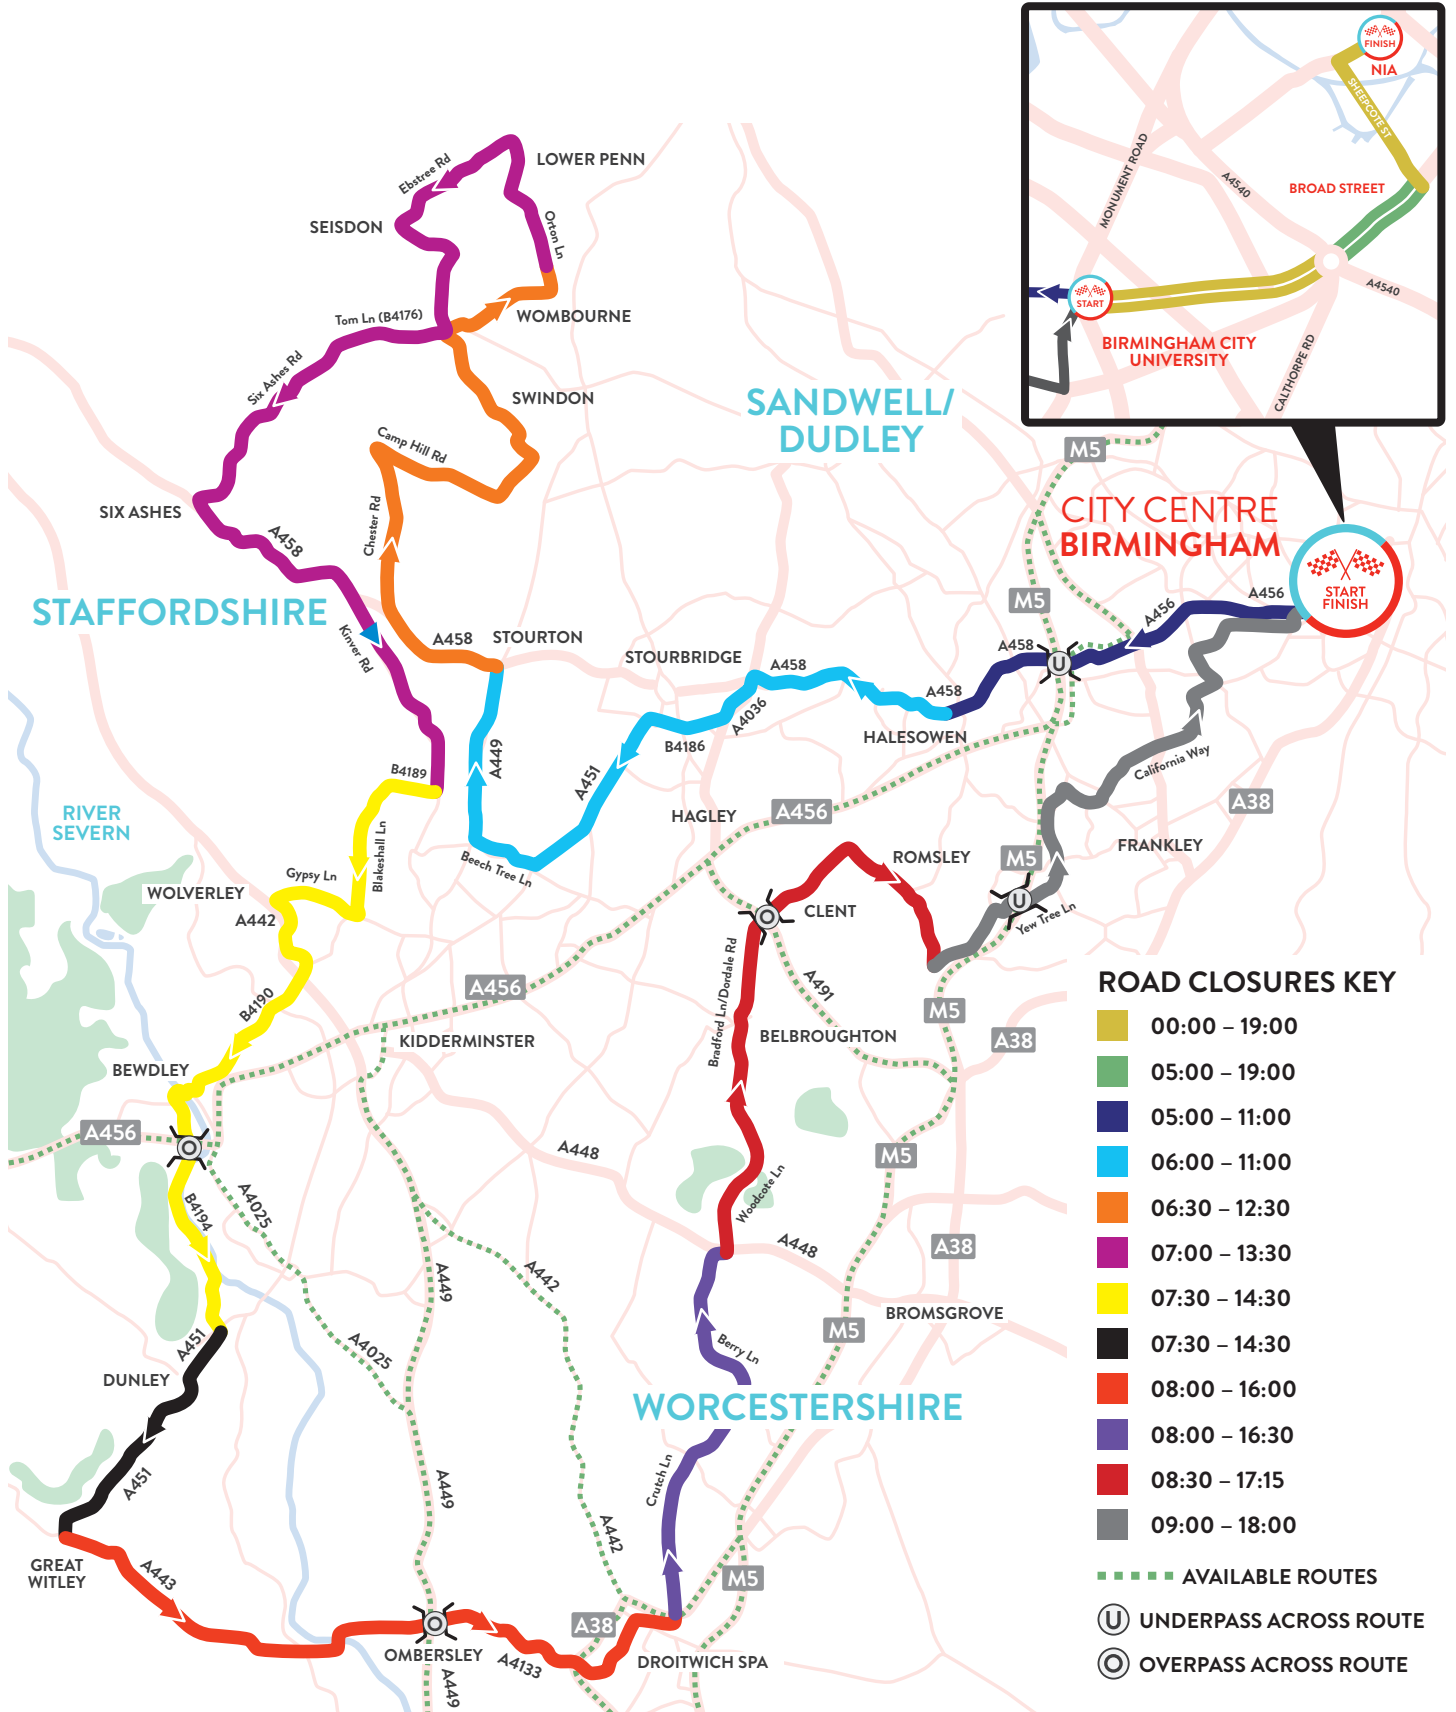 FINISH
NIA
SHEEPCOTE ST
MONUMENT ROAD
A4540
BROAD STREET
A4540
START
BIRMINGHAM CITY
UNIVERSITY
CALTHORPE RD
LOWER PENN
Ebstree Rd
SEISDON
Orton Ln
Tom Ln (B4176)
WOMBOURNE
Six Ashes Rd
SWINDON
SANDWELL/
DUDLEY
Camp Hill Rd
M5
SIX ASHES
Chester Rd
A458
CITY CENTRE
BIRMINGHAM
START
FINISH
STAFFORDSHIRE
Kinver Rd
A458
STOURTON
STOURBRIDGE
A458
M5
A458
A456
A456
A458
A4036
B4186
HALESOWEN
A449
A451
B4189
California Way
A38
RIVER
SEVERN
HAGLEY
A456
FRANKLEY
Blakeshall Ln
Beech Tree Ln
ROMSLEY
M5
Gypsy Ln
WOLVERLEY
A442
CLENT
Yew Tree Ln
Bradford Ln/Dordale Rd
A491
A456
B4190
M5
KIDDERMINSTER
BELBROUGHTON
A38
BEWDLEY
A456
A448
M5
Woodcote Ln
B4194
A4025
A448
A38
A449
A442
BROMSGROVE
M5
A451
A4025
Berry Ln
DUNLEY
WORCESTERSHIRE
A451
A449
Crutch Ln
A442
GREAT
WITLEY
A443
M5
A38
OMBERSLEY
A4133
DROITWICH SPA
A449
ROAD CLOSURES KEY
00:00 – 19:00
05:00 – 19:00
05:00 – 11:00
06:00 – 11:00
06:30 – 12:30
07:00 – 13:30
07:30 – 14:30
07:30 – 14:30
08:00 – 16:00
08:00 – 16:30
08:30 – 17:15
09:00 – 18:00
AVAILABLE ROUTES
U UNDERPASS ACROSS ROUTE
O OVERPASS ACROSS ROUTE
U
U
O
O
O